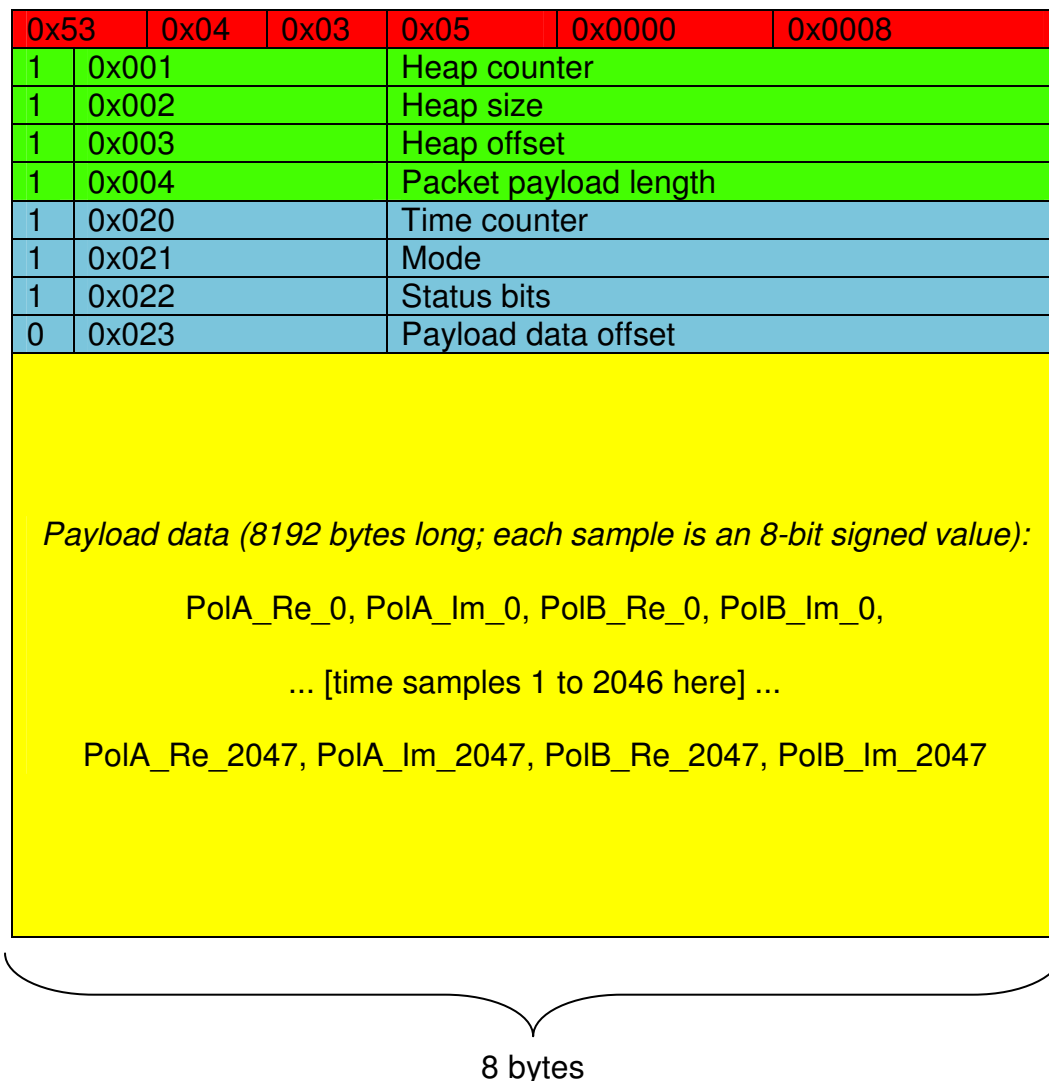 0x53 0x04 0x03 0x05 0x0000 0x0008
1 0x001 Heap counter
1 0x002 Heap size
1 0x003 Heap offset
1 0x004 Packet payload length
1 0x020 Time counter
1 0x021 Mode
1 0x022 Status bits
0 0x023 Payload data offset
Payload data (8192 bytes long; each sample is an 8-bit signed value):
PolA_Re_0, PolA_Im_0, PolB_Re_0, PolB_Im_0,
... [time samples 1 to 2046 here] ...
PolA_Re_2047, PolA_Im_2047, PolB_Re_2047, PolB_Im_2047
8 bytes